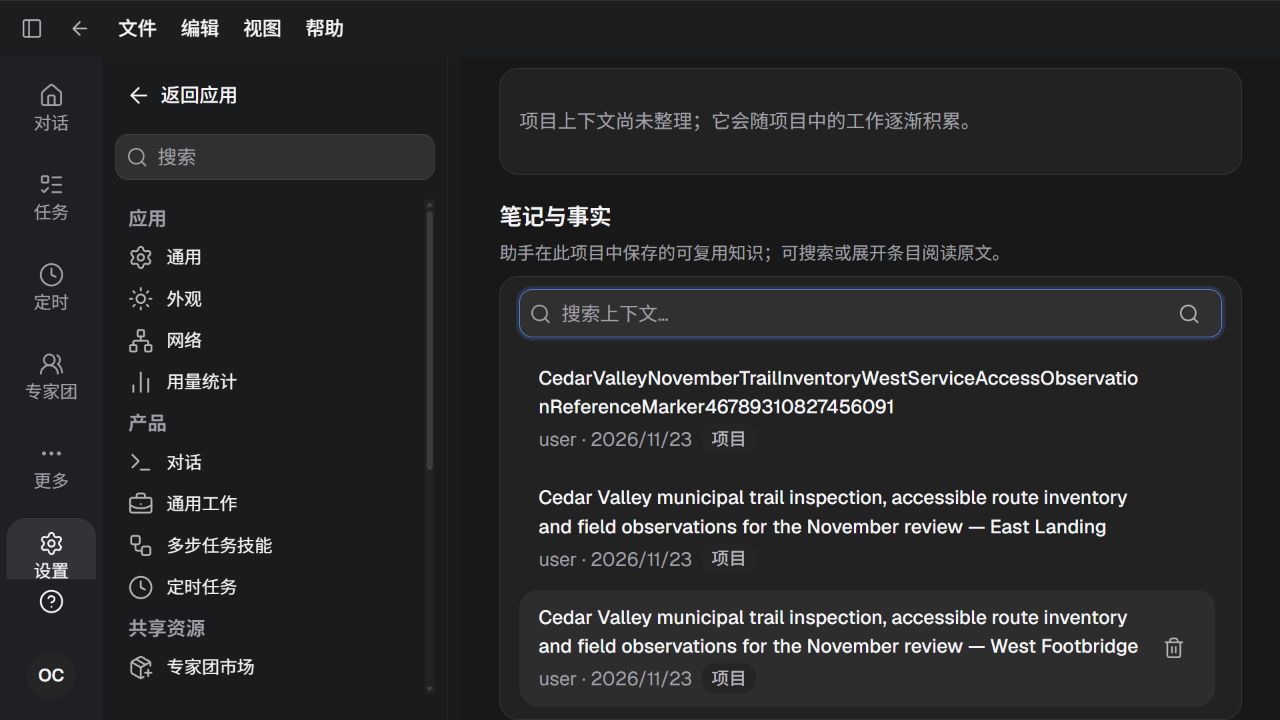 文件 编辑 视图 帮助
对话
任务
定时
专家团
更多
设置
OC
返回应用
搜索
应用
通用
外观
网络
用量统计
产品
对话
通用工作
多步任务技能
定时任务
共享资源
专家团市场
项目上下文尚未整理；它会随项目中的工作逐渐积累。
笔记与事实
助手在此项目中保存的可复用知识；可搜索或展开条目阅读原文。
搜索上下文...
CedarValleyNovemberTrailInventoryWestServiceAccessObservatio
nReferenceMarker46789310827456091
user · 2026/11/23 项目
Cedar Valley municipal trail inspection, accessible route inventory
and field observations for the November review — East Landing
user · 2026/11/23 项目
Cedar Valley municipal trail inspection, accessible route inventory
and field observations for the November review — West Footbridge
user · 2026/11/23 项目